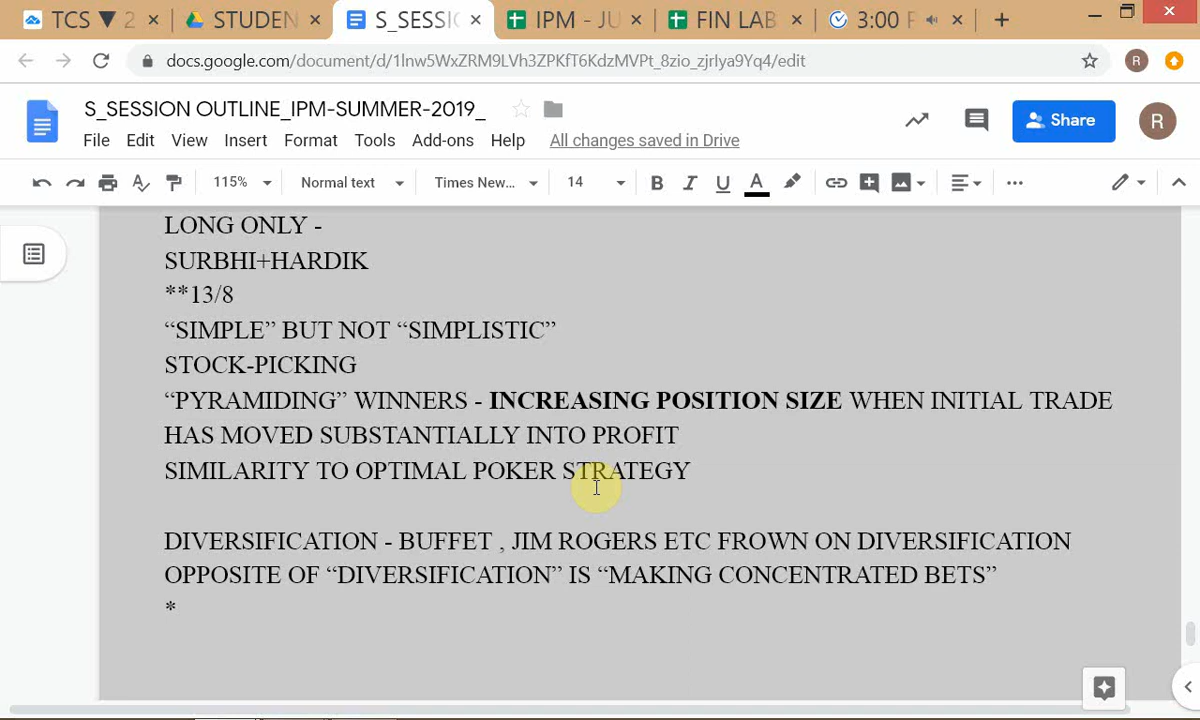 TCS ▼ 2
STUDEN
S_SESSIO
IPM - JU
FIN LAB
3:00 P
docs.google.com/document/d/1lnw5WxZRM9LVh3ZPKfT6KdzMVPt_8zio_zjrIya9Yq4/edit
R
S_SESSION OUTLINE_IPM-SUMMER-2019_
Share
R
File Edit View Insert Format Tools Add-ons Help All changes saved in Drive
115% Normal text Times New... 14 B I U A
LONG ONLY -
SURBHI+HARDIK
**13/8
“SIMPLE” BUT NOT “SIMPLISTIC”
STOCK-PICKING
“PYRAMIDING” WINNERS - INCREASING POSITION SIZE WHEN INITIAL TRADE
HAS MOVED SUBSTANTIALLY INTO PROFIT
SIMILARITY TO OPTIMAL POKER STRATEGY
DIVERSIFICATION - BUFFET , JIM ROGERS ETC FROWN ON DIVERSIFICATION
OPPOSITE OF “DIVERSIFICATION” IS “MAKING CONCENTRATED BETS”
*